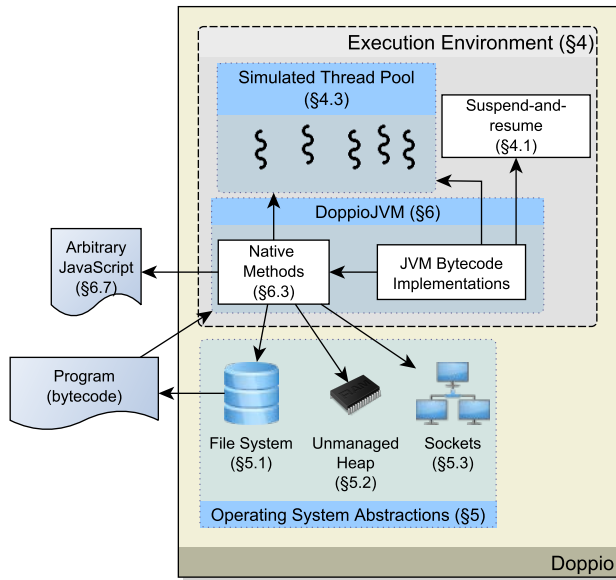 Execution Environment (§4)
Simulated Thread Pool
(§4.3)
Suspend-and-
resume
(§4.1)
DoppioJVM (§6)
Arbitrary
JavaScript
(§6.7)
Native
Methods
(§6.3)
JVM Bytecode
Implementations
Program
(bytecode)
File System
(§5.1)
Unmanaged
Heap
(§5.2)
Sockets
(§5.3)
Operating System Abstractions (§5)
Doppio